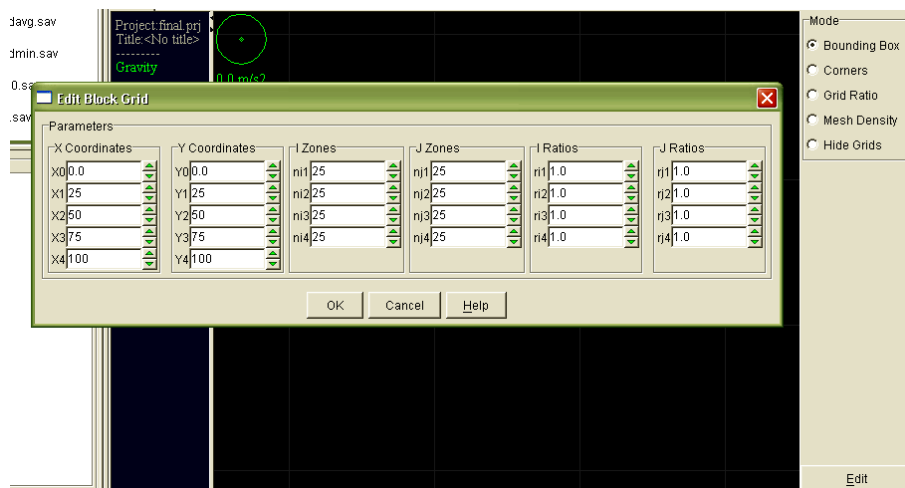 davg.sav
dmin.sav
0.sa
.sav
Project:final.prj
Title:<No title>
---------
Gravity
0.0 m/s2
Mode
Bounding Box
Corners
Grid Ratio
Mesh Density
Hide Grids
Edit Block Grid
Parameters
X Coordinates Y Coordinates I Zones J Zones I Ratios J Ratios
X0 0.0 Y0 0.0 ni1 25 nj1 25 ri1 1.0 rj1 1.0
X1 25 Y1 25 ni2 25 nj2 25 ri2 1.0 rj2 1.0
X2 50 Y2 50 ni3 25 nj3 25 ri3 1.0 rj3 1.0
X3 75 Y3 75 ni4 25 nj4 25 ri4 1.0 rj4 1.0
X4 100 Y4 100
OK Cancel Help
Edit